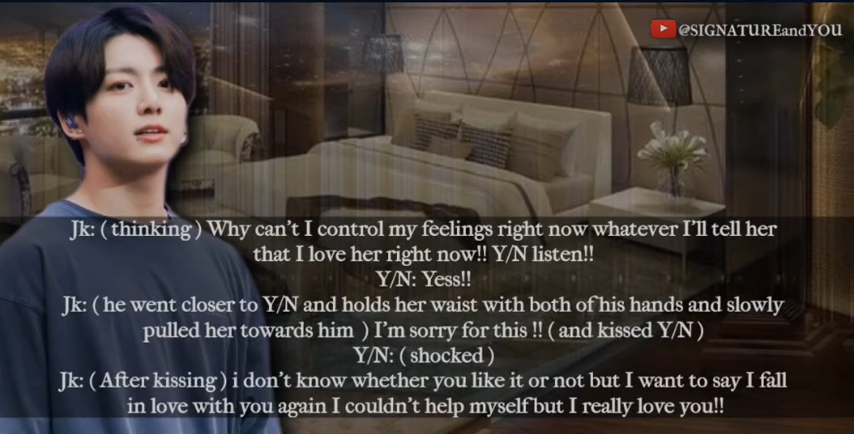 @SIGNATUREandYOU
Jk: ( thinking ) Why can't I control my feelings right now whatever I'll tell her
that I love her right now!! Y/N listen!!
Y/N: Yess!!
Jk: ( he went closer to Y/N and holds her waist with both of his hands and slowly
pulled her towards him ) I'm sorry for this !! ( and kissed Y/N )
Y/N: ( shocked )
Jk: ( After kissing ) i don't know whether you like it or not but I want to say I fall
in love with you again I couldn't help myself but I really love you!!